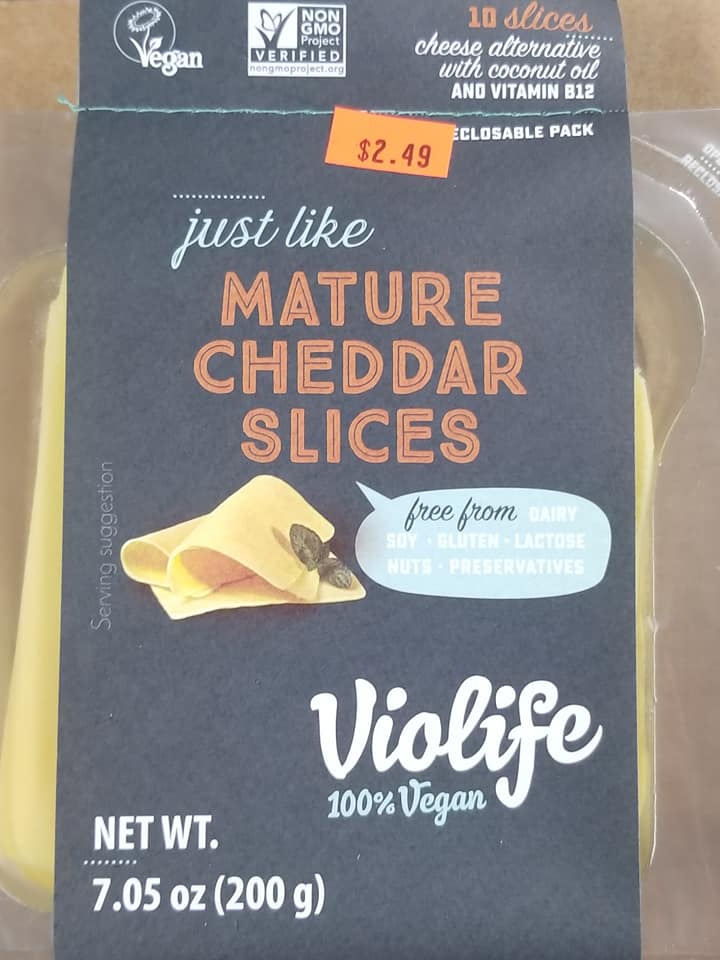 Vegan
NON
GMO
Project
VERIFIED
nongmoproject.org
10 slices
cheese alternative
with coconut oil
AND VITAMIN B12
ECLOSABLE PACK
$2.49
just like
MATURE
CHEDDAR
SLICES
Serving suggestion
free from DAIRY
SOY · GLUTEN · LACTOSE
NUTS · PRESERVATIVES
Violife
100% Vegan
NET WT.
7.05 oz (200 g)